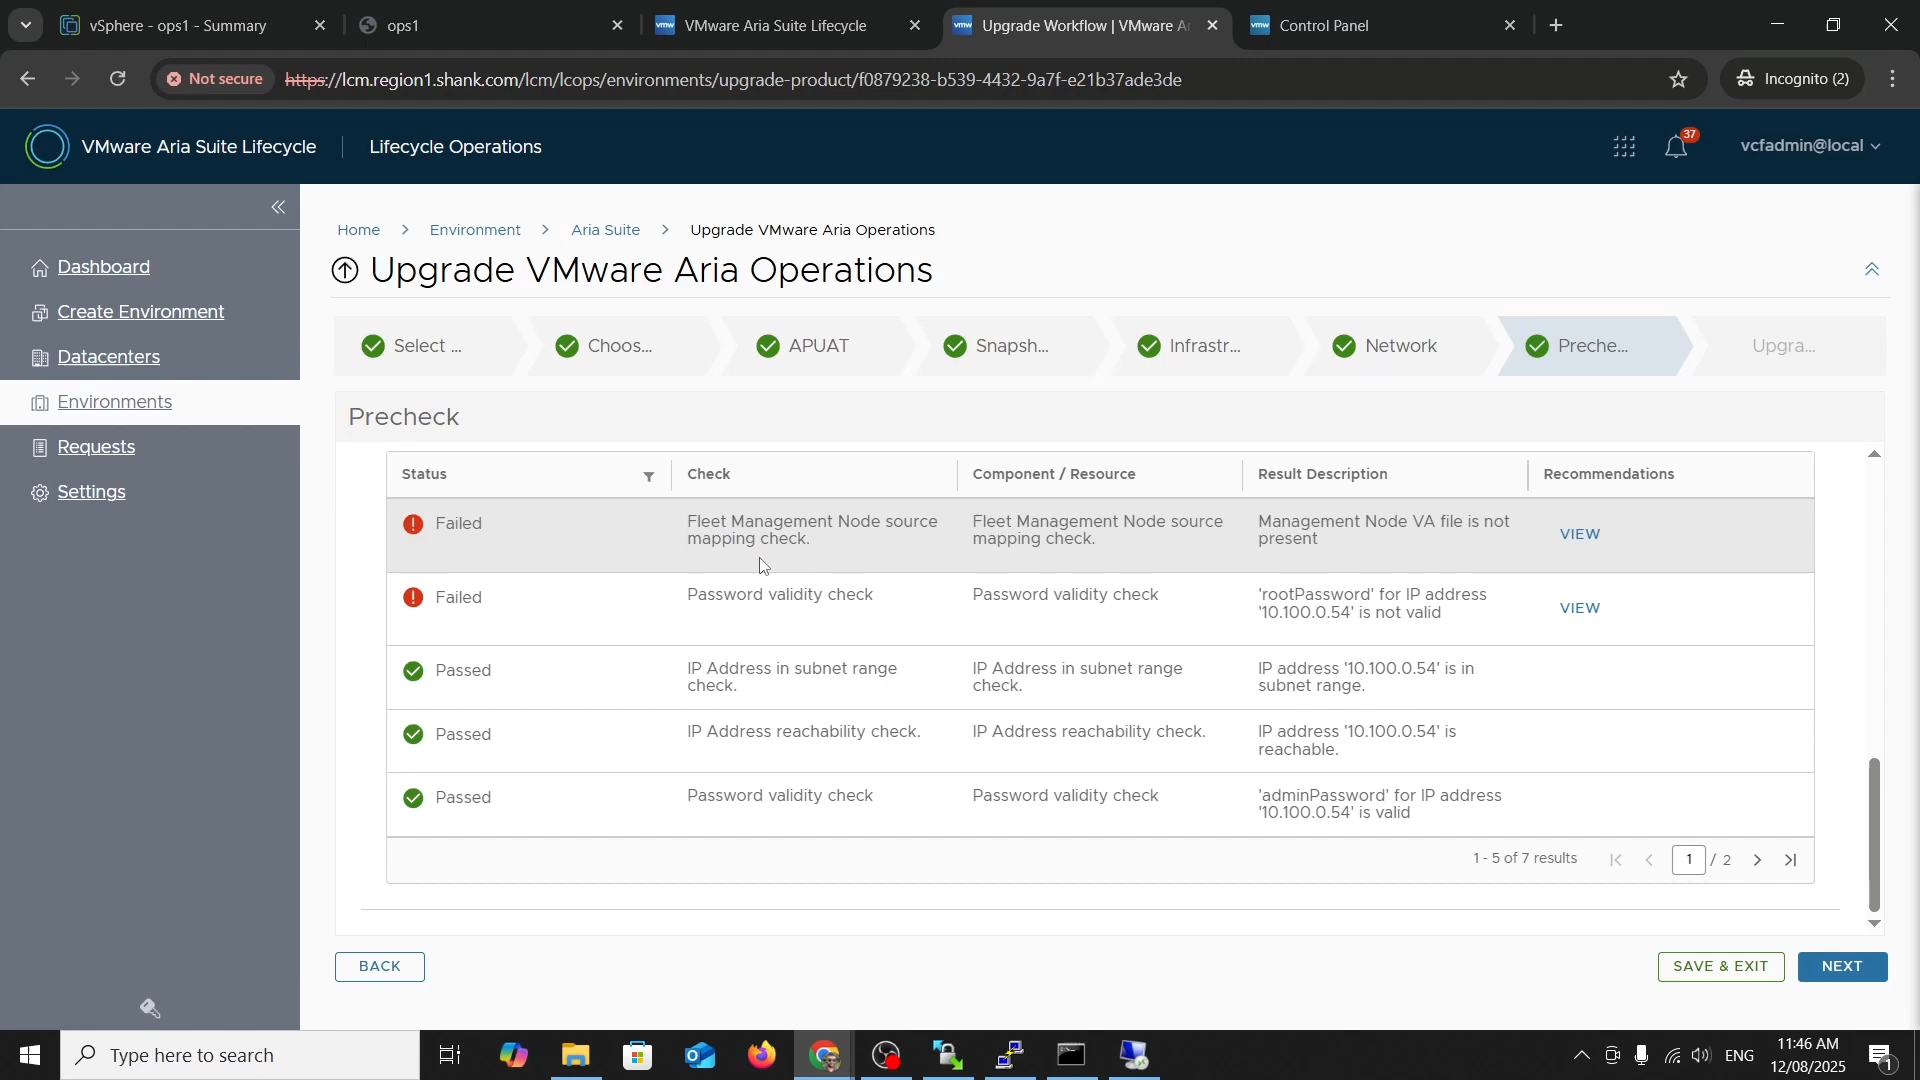 vSphere - ops1 - Summary
ops1
VMware Aria Suite Lifecycle
Upgrade Workflow | VMware A
Control Panel
Not secure
https://lcm.region1.shank.com/lcm/lcops/environments/upgrade-product/f0879238-b539-4432-9a7f-e21b37ade3de
Incognito (2)
VMware Aria Suite Lifecycle
Lifecycle Operations
37
vcfadmin@local
Dashboard
Create Environment
Datacenters
Environments
Requests
Settings
Home > Environment > Aria Suite > Upgrade VMware Aria Operations
Upgrade VMware Aria Operations
Select ...
Choos...
APUAT
Snapsh...
Infrastr...
Network
Preche...
Upgra...
Precheck
Status
Check
Component / Resource
Result Description
Recommendations
Failed
Fleet Management Node source
mapping check.
Fleet Management Node source
mapping check.
Management Node VA file is not
present
VIEW
Failed
Password validity check
Password validity check
'rootPassword' for IP address
'10.100.0.54' is not valid
VIEW
Passed
IP Address in subnet range
check.
IP Address in subnet range
check.
IP address '10.100.0.54' is in
subnet range.
Passed
IP Address reachability check.
IP Address reachability check.
IP address '10.100.0.54' is
reachable.
Passed
Password validity check
Password validity check
'adminPassword' for IP address
'10.100.0.54' is valid
1 - 5 of 7 results
1 / 2
BACK
SAVE & EXIT
NEXT
Type here to search
ENG
11:46 AM
12/08/2025
1